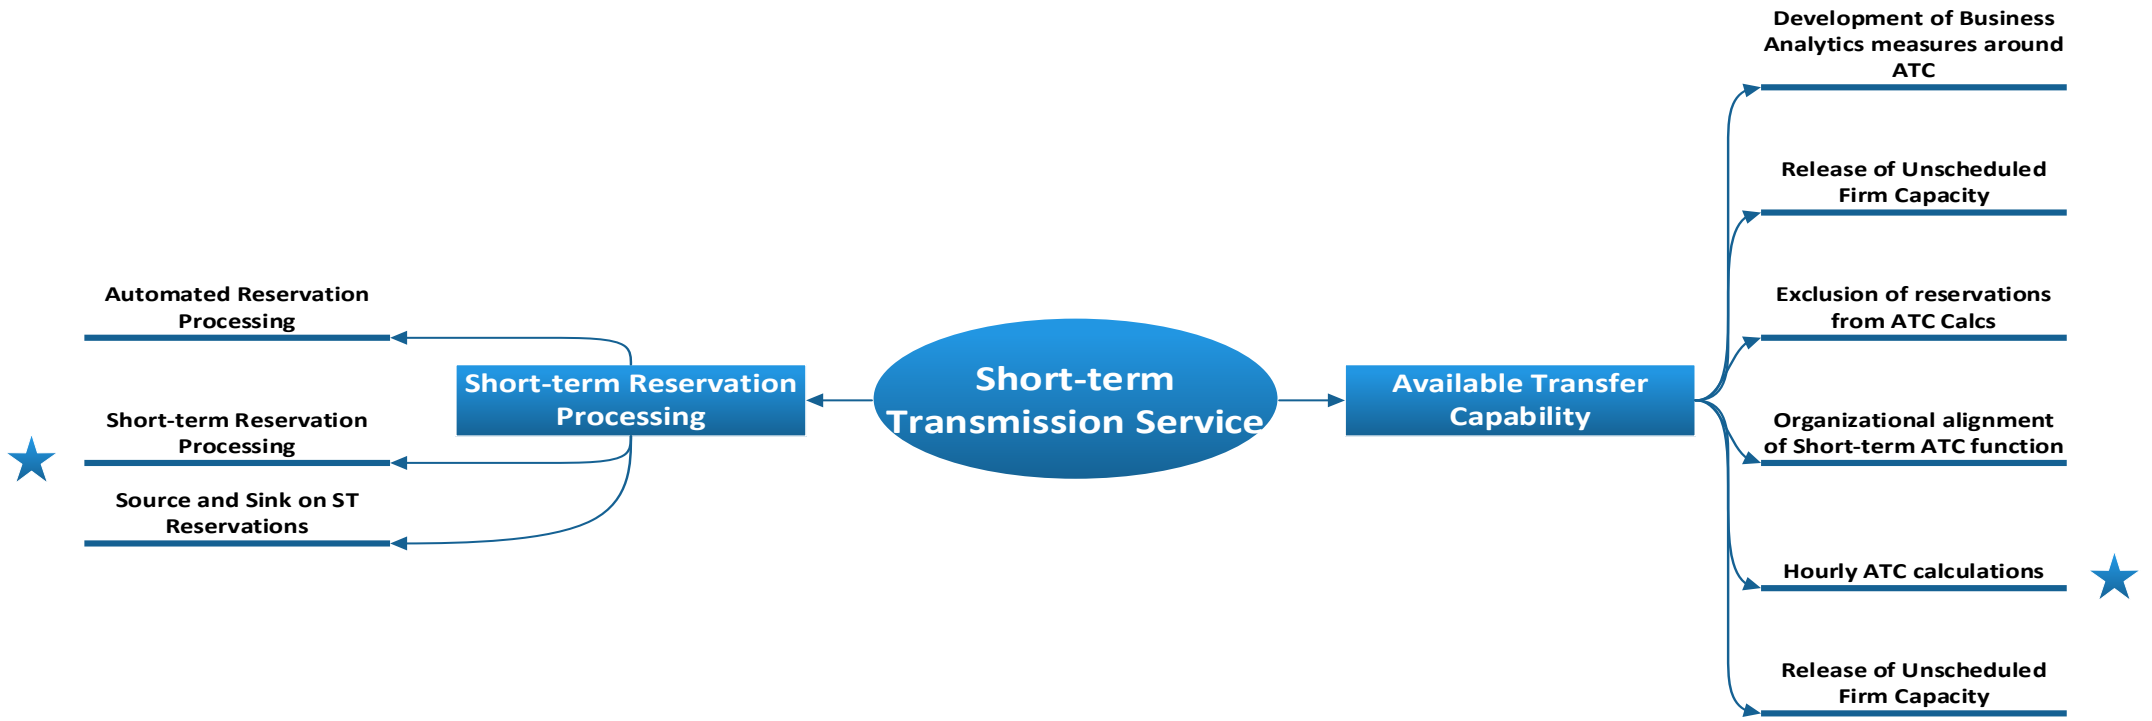 Development of Business
Analytics measures around
ATC
Release of Unscheduled
Firm Capacity
Automated Reservation
Processing
Exclusion of reservations
from ATC Calcs
Short-term Reservation
Processing
Short-term
Transmission Service
Available Transfer
Capability
Short-term Reservation
Processing
Organizational alignment
of Short-term ATC function
Source and Sink on ST
Reservations
Hourly ATC calculations
Release of Unscheduled
Firm Capacity